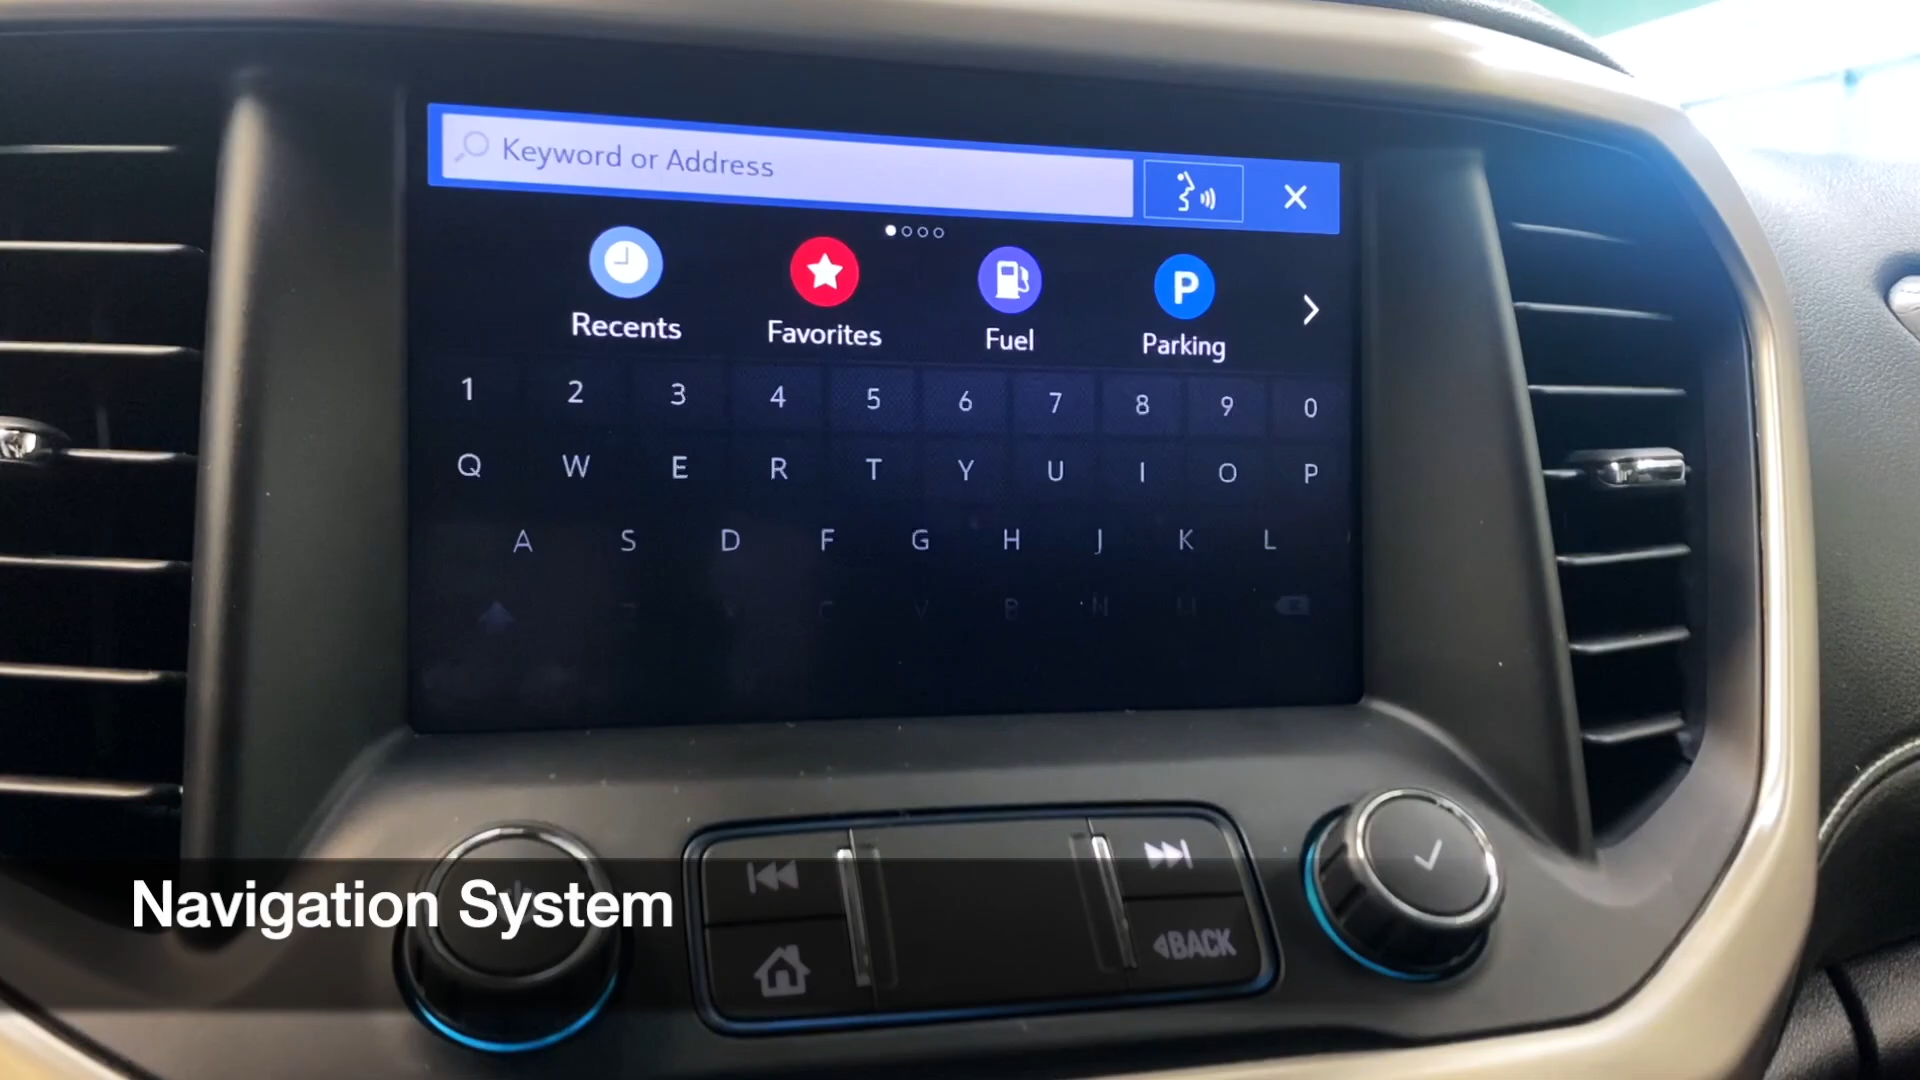 Keyword or Address
Recents Favorites Fuel Parking
1 2 3 4 5 6 7 8 9 0
Q W E R T Y U I O P
A S D F G H J K L
C V B N M
BACK
Navigation System